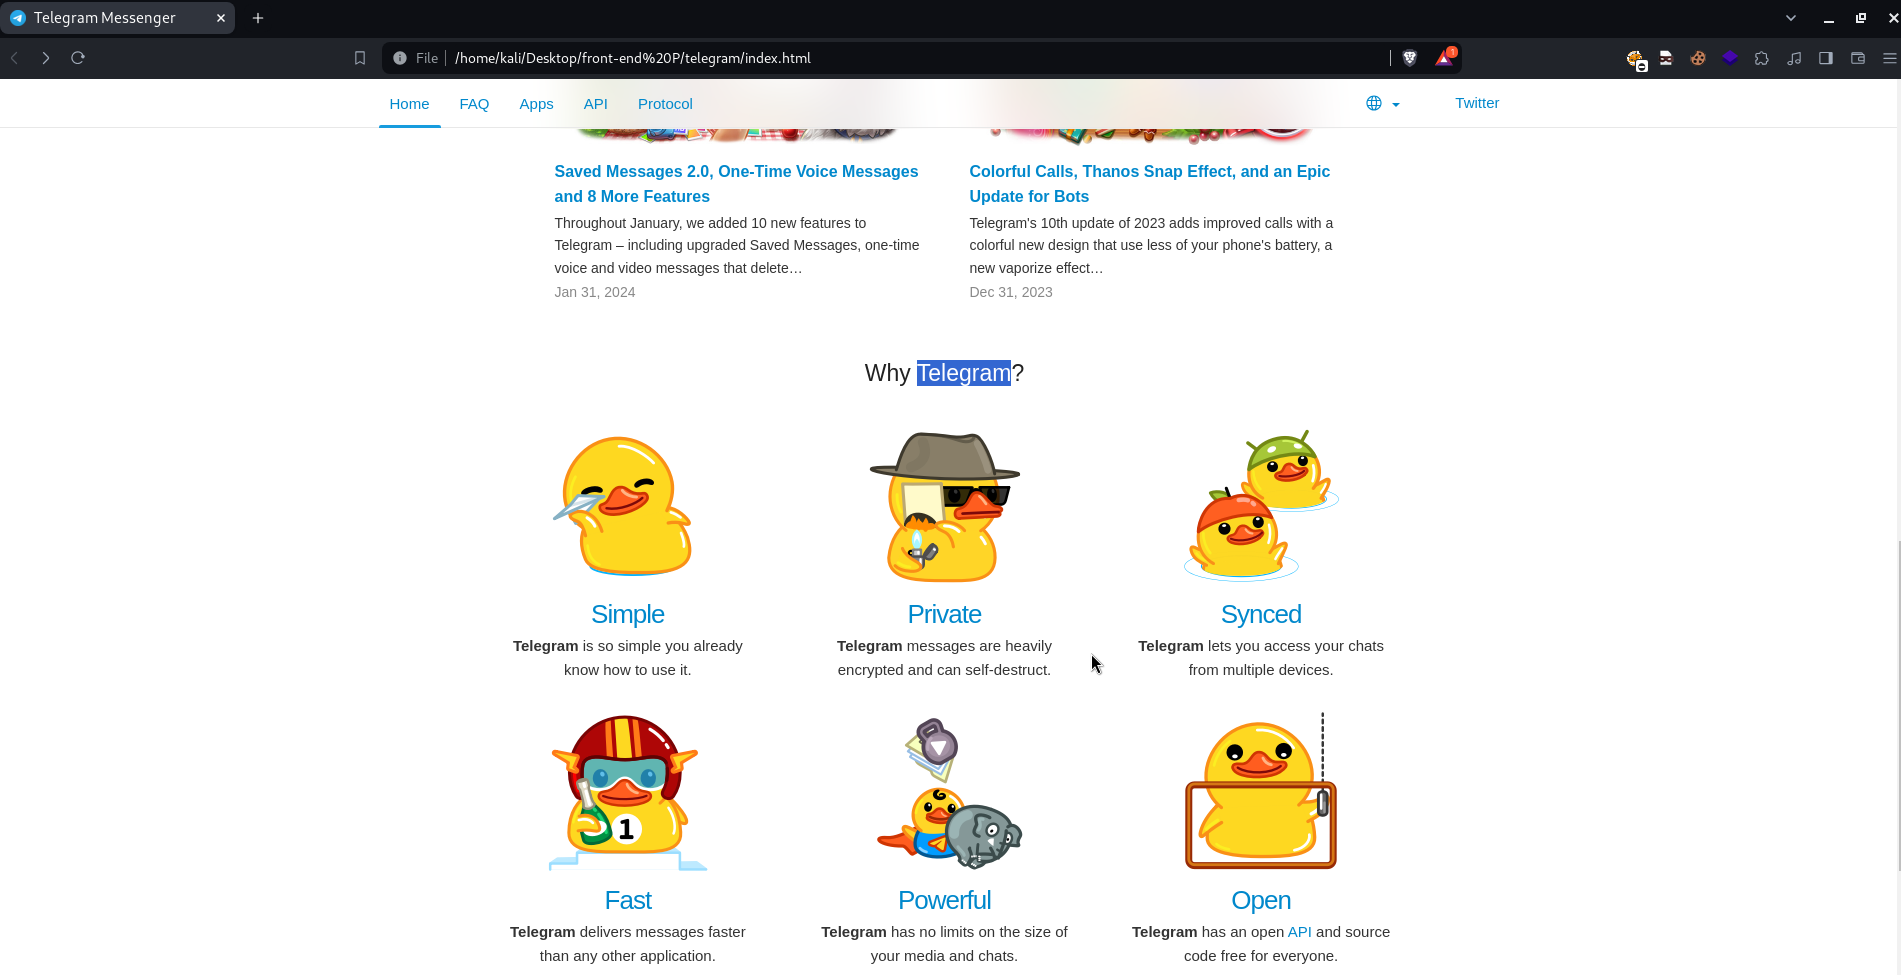 Telegram Messenger
File /home/kali/Desktop/front-end%20P/telegram/index.html
1
Home FAQ Apps API Protocol Twitter
Saved Messages 2.0, One-Time Voice Messages
and 8 More Features
Throughout January, we added 10 new features to
Telegram – including upgraded Saved Messages, one-time
voice and video messages that delete…
Jan 31, 2024
Colorful Calls, Thanos Snap Effect, and an Epic
Update for Bots
Telegram's 10th update of 2023 adds improved calls with a
colorful new design that use less of your phone's battery, a
new vaporize effect…
Dec 31, 2023
Why Telegram?
Simple
Telegram is so simple you already
know how to use it.
Private
Telegram messages are heavily
encrypted and can self-destruct.
Synced
Telegram lets you access your chats
from multiple devices.
1
Fast
Telegram delivers messages faster
than any other application.
Powerful
Telegram has no limits on the size of
your media and chats.
Open
Telegram has an open API and source
code free for everyone.